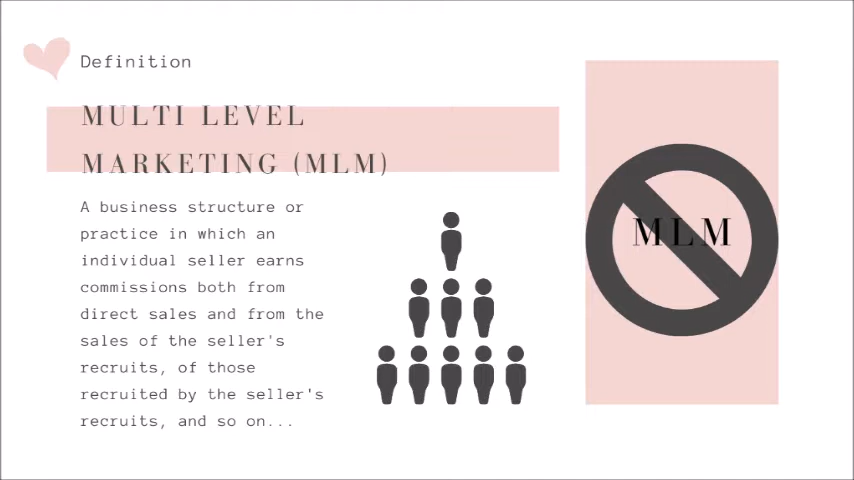 Definition
MULTI LEVEL
MARKETING (MLM)
A business structure or
practice in which an
individual seller earns
commissions both from
direct sales and from the
sales of the seller's
recruits, of those
recruited by the seller's
recruits, and so on...
MLM